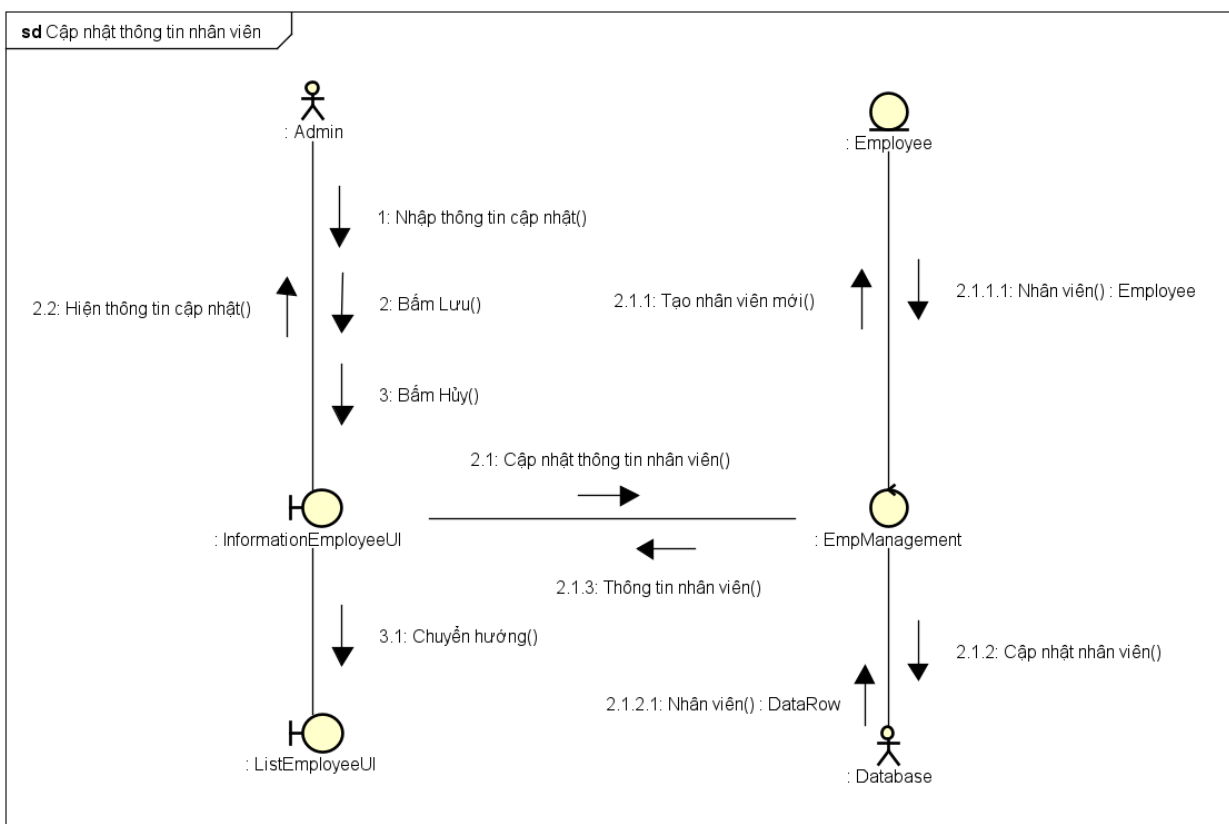 sd Cập nhật thông tin nhân viên
: Admin
: Employee
1: Nhập thông tin cập nhật()
2.2: Hiện thông tin cập nhật()
2: Bấm Lưu()
2.1.1: Tạo nhân viên mới()
2.1.1.1: Nhân viên() : Employee
3: Bấm Hủy()
2.1: Cập nhật thông tin nhân viên()
: InformationEmployeeUI
: EmpManagement
2.1.3: Thông tin nhân viên()
3.1: Chuyển hướng()
2.1.2: Cập nhật nhân viên()
2.1.2.1: Nhân viên() : DataRow
: ListEmployeeUI
: Database